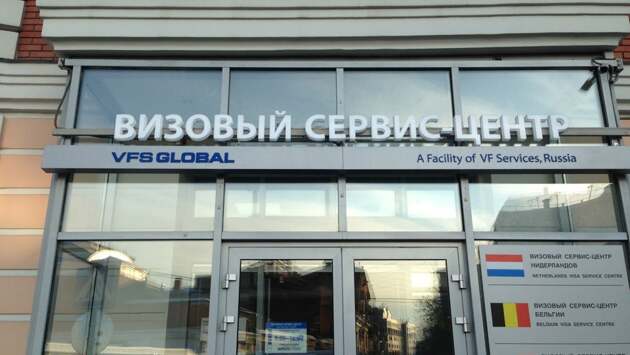 ВИЗОВЫЙ СЕРВИС-ЦЕНТР
VFS GLOBAL
A Facility of VF Services, Russia
ВИЗОВЫЙ СЕРВИС-ЦЕНТР
НИДЕРЛАНДОВ
NETHERLANDS VISA SERVICE CENTRE
ВИЗОВЫЙ СЕРВИС-ЦЕНТР
БЕЛЬГИИ
BELGIUM VISA SERVICE CENTRE